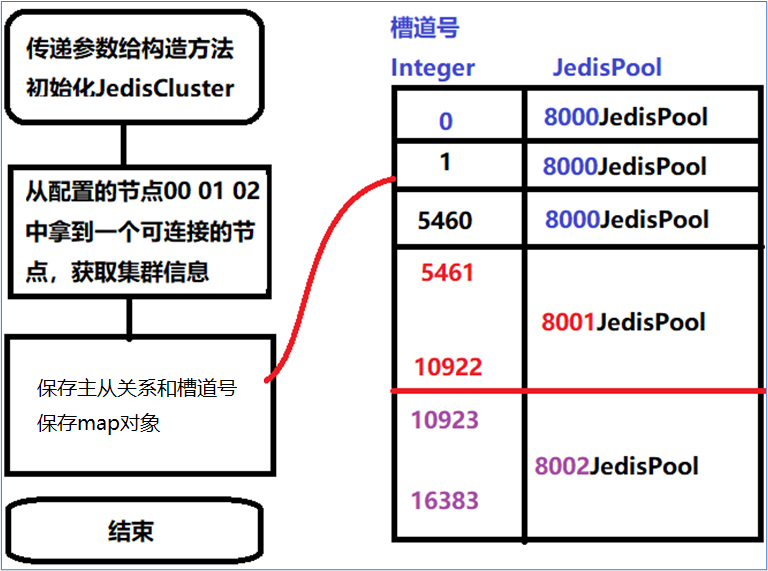 传递参数给构造方法
初始化JedisCluster
从配置的节点00 01 02
中拿到一个可连接的节
点，获取集群信息
保存主从关系和槽道号
保存map对象
结束
槽道号
Integer JedisPool
0 8000JedisPool
1 8000JedisPool
5460 8000JedisPool
5461
8001JedisPool
10922
10923
8002JedisPool
16383